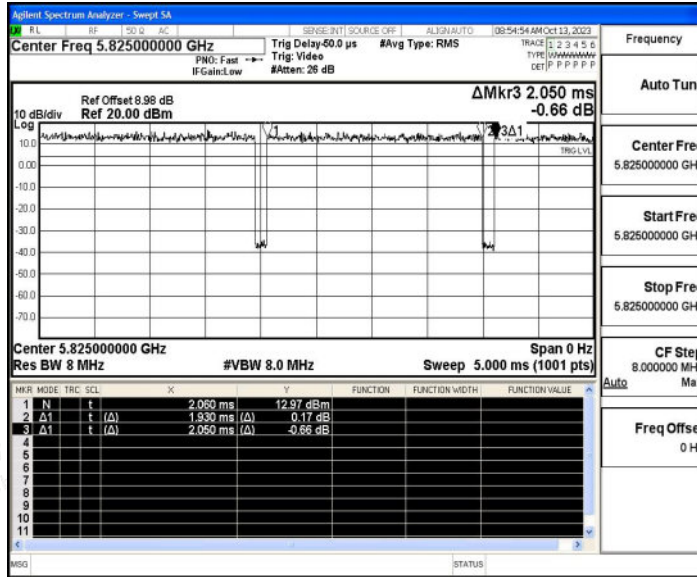 Agilent Spectrum Analyzer - Swept SA
RL RF 50 Ω AC SENSE:INT SOURCE OFF ALIGNAUTO 08:54:54 AM Oct 13, 2023
Center Freq 5.825000000 GHz
PNO: Fast
IFGain:Low
Trig Delay-50.0 µs
Trig: Video
#Atten: 26 dB
#Avg Type: RMS
TRACE 1 2 3 4 5 6
TYPE WWWWWW
DET P P P P P P
ΔMkr3 2.050 ms
-0.66 dB
Ref Offset 8.98 dB
10 dB/div Ref 20.00 dBm
Log
1
3Δ1
TRIG LVL
10.0
0.00
-10.0
-20.0
-30.0
-40.0
-50.0
-60.0
-70.0
Center 5.825000000 GHz Span 0 Hz
Res BW 8 MHz #VBW 8.0 MHz Sweep 5.000 ms (1001 pts)
MKR MODE TRC SCL X Y FUNCTION FUNCTION WIDTH FUNCTION VALUE
1 N t 2.060 ms 12.97 dBm
2 Δ1 t (Δ) 1.930 ms (Δ) 0.17 dB
3 Δ1 t (Δ) 2.050 ms (Δ) -0.66 dB
4
5
6
7
8
9
10
11
MSG STATUS
Frequency
Auto Tun
Center Fre
5.825000000 GH
Start Fre
5.825000000 GH
Stop Fre
5.825000000 GH
CF Step
8.000000 MH
Auto Ma
Freq Offse
0 H